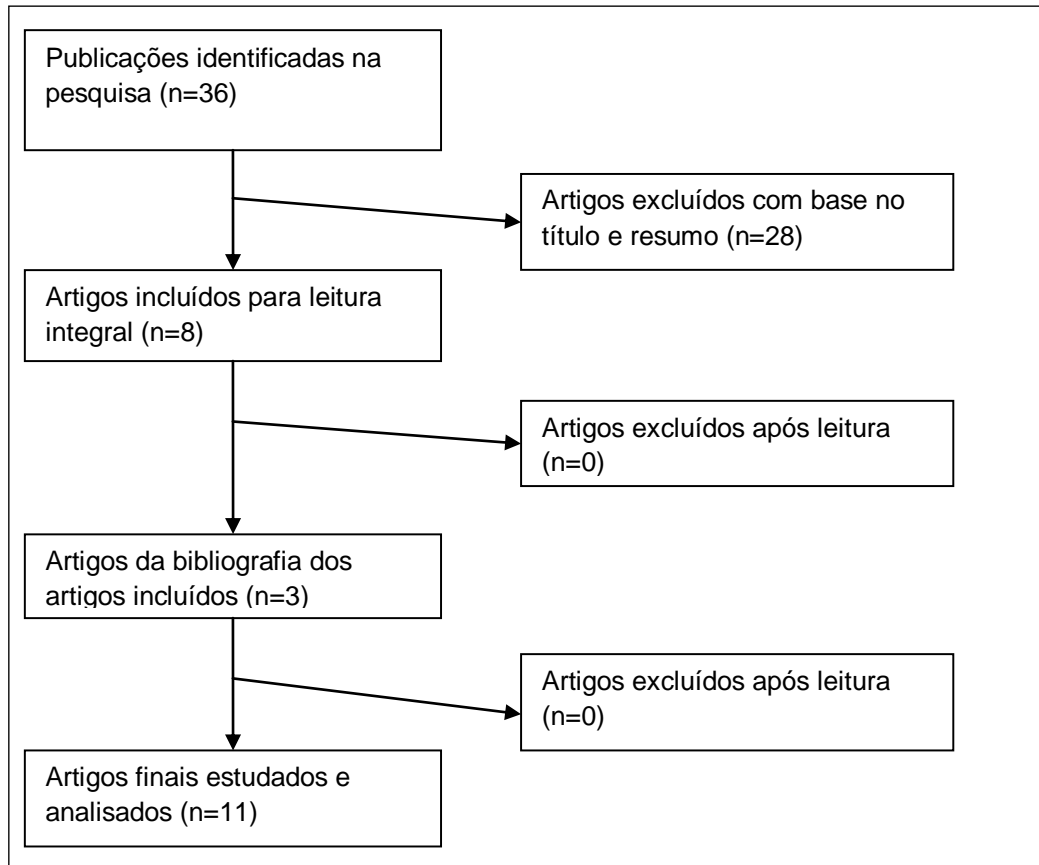 Publicações identificadas na
pesquisa (n=36)
Artigos excluídos com base no
título e resumo (n=28)
Artigos incluídos para leitura
integral (n=8)
Artigos excluídos após leitura
(n=0)
Artigos da bibliografia dos
artigos incluídos (n=3)
Artigos excluídos após leitura
(n=0)
Artigos finais estudados e
analisados (n=11)